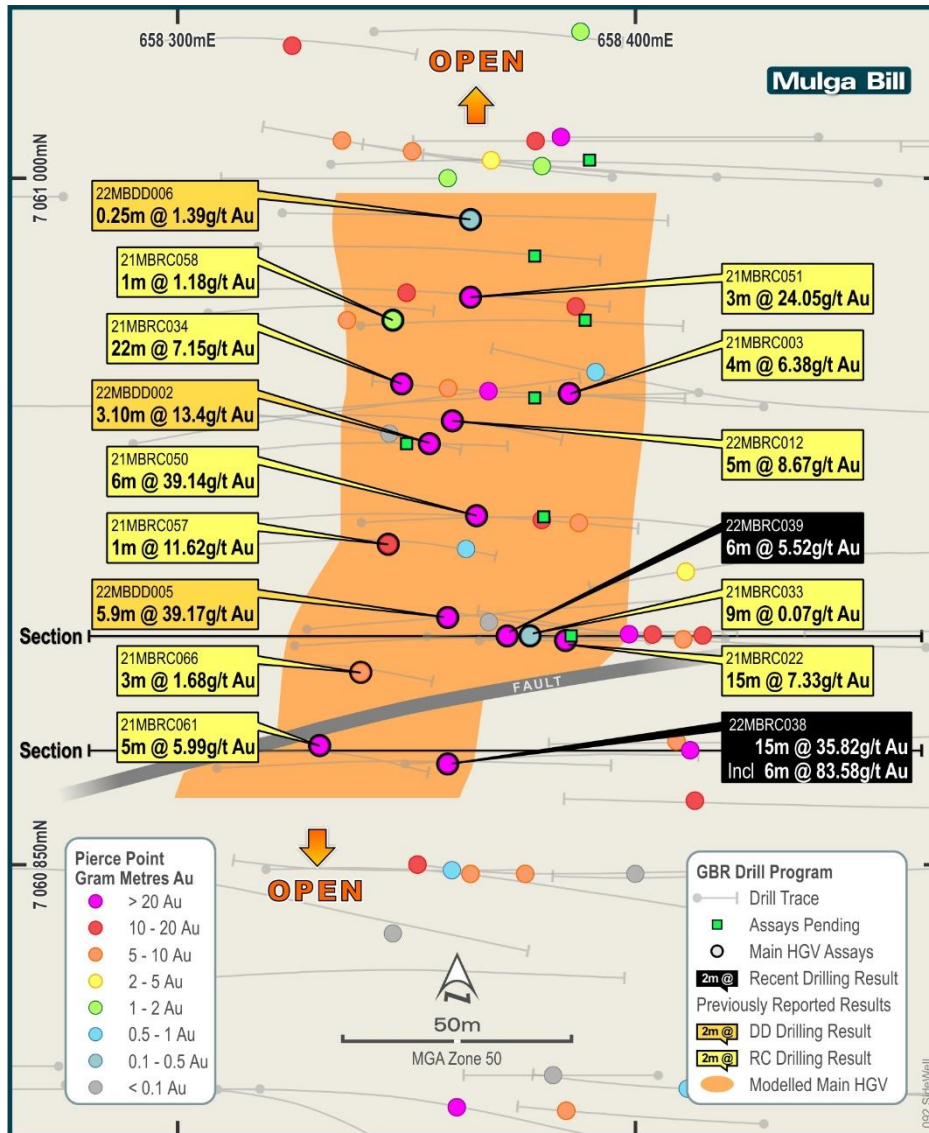 658 300mE
658 400mE
OPEN
Mulga Bill
7 061 000mN
22MBDD006
0.25m @ 1.39g/t Au
21MBRC058
1m @ 1.18g/t Au
21MBRC051
3m @ 24.05g/t Au
21MBRC034
22m @ 7.15g/t Au
21MBRC003
4m @ 6.38g/t Au
22MBDD002
3.10m @ 13.4g/t Au
22MBRC012
5m @ 8.67g/t Au
21MBRC050
6m @ 39.14g/t Au
21MBRC057
1m @ 11.62g/t Au
22MBRC039
6m @ 5.52g/t Au
22MBDD005
5.9m @ 39.17g/t Au
21MBRC033
9m @ 0.07g/t Au
Section
21MBRC066
3m @ 1.68g/t Au
21MBRC022
15m @ 7.33g/t Au
FAULT
21MBRC061
5m @ 5.99g/t Au
22MBRC038
15m @ 35.82g/t Au
Incl 6m @ 83.58g/t Au
Section
7 060 850mN
OPEN
Pierce Point
Gram Metres Au
> 20 Au
10 - 20 Au
5 - 10 Au
2 - 5 Au
1 - 2 Au
0.5 - 1 Au
0.1 - 0.5 Au
< 0.1 Au
N
50m
MGA Zone 50
GBR Drill Program
Drill Trace
Assays Pending
Main HGV Assays
2m @ Recent Drilling Result
Previously Reported Results
2m @ DD Drilling Result
2m @ RC Drilling Result
Modelled Main HGV
092 SideWell